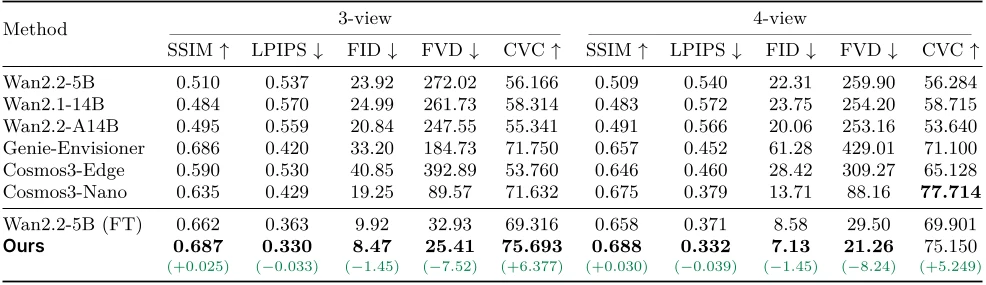 Method 3-view 4-view
SSIM ↑ LPIPS ↓ FID ↓ FVD ↓ CVC ↑ SSIM ↑ LPIPS ↓ FID ↓ FVD ↓ CVC ↑
Wan2.2-5B 0.510 0.537 23.92 272.02 56.166 0.509 0.540 22.31 259.90 56.284
Wan2.1-14B 0.484 0.570 24.99 261.73 58.314 0.483 0.572 23.75 254.20 58.715
Wan2.2-A14B 0.495 0.559 20.84 247.55 55.341 0.491 0.566 20.06 253.16 53.640
Genie-Envisioner 0.686 0.420 33.20 184.73 71.750 0.657 0.452 61.28 429.01 71.100
Cosmos3-Edge 0.590 0.530 40.85 392.89 53.760 0.646 0.460 28.42 309.27 65.128
Cosmos3-Nano 0.635 0.429 19.25 89.57 71.632 0.675 0.379 13.71 88.16 77.714
Wan2.2-5B (FT) 0.662 0.363 9.92 32.93 69.316 0.658 0.371 8.58 29.50 69.901
Ours 0.687 0.330 8.47 25.41 75.693 0.688 0.332 7.13 21.26 75.150
(+0.025) (−0.033) (−1.45) (−7.52) (+6.377) (+0.030) (−0.039) (−1.45) (−8.24) (+5.249)